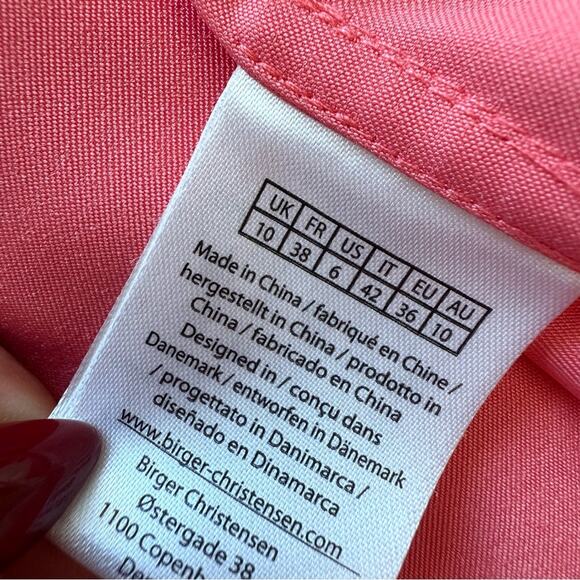 UK FR US IT EU AU
10 38 6 42 36 10
Made in China / fabriqué en Chine /
hergestellt in China / prodotto in
China / fabricado en China
Designed in / conçu dans
Danemark / entworfen in Dänemark
/ progettato in Danimarca /
diseñado en Dinamarca
www.birger-christensen.com
Birger Christensen
Østergade 38
1100 Copenh